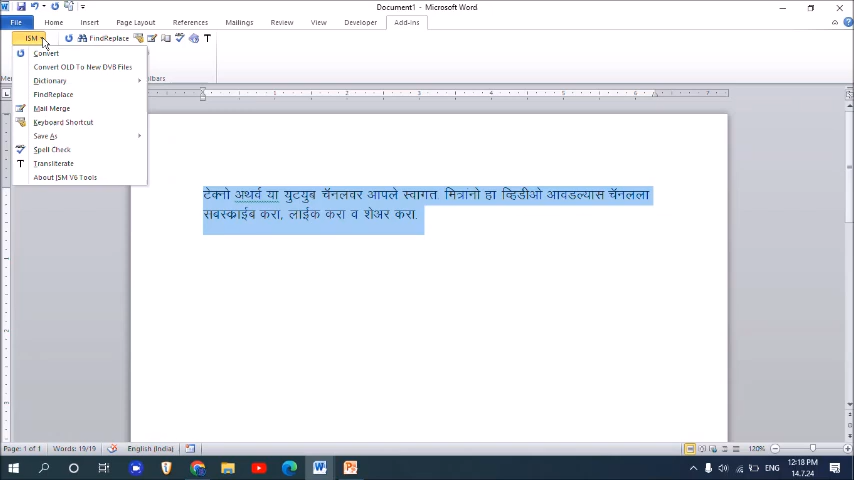 Document1 - Microsoft Word
File Home Insert Page Layout References Mailings Review View Developer Add-Ins
ISM FindReplace T
Convert
Convert OLD To New DVB Files
Dictionary
FindReplace
Mail Merge
Keyboard Shortcut
Save As
Spell Check
T Transliterate
About ISM V6 Tools
टेक्नो अथर्व या युटयुब चॅनलवर आपले स्वागत. मित्रांनो हा व्हिडीओ आवडल्यास चॅनलला
सबस्क्राईब करा, लाईक करा व शेअर करा.
Page: 1 of 1 Words: 19/19 English (India) 120%
ENG 12:18 PM
14.7.24